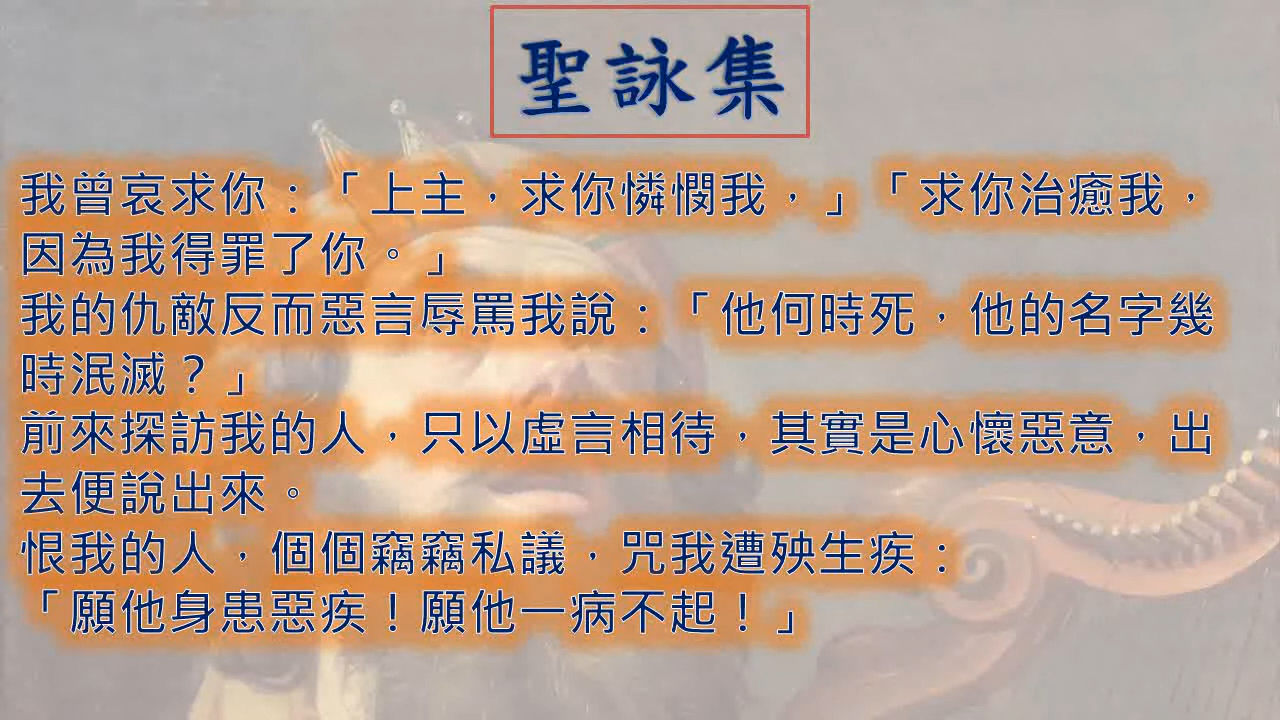 聖詠集
我曾哀求你：「上主，求你憐憫我，」「求你治癒我，
因為我得罪了你。」
我的仇敵反而惡言辱罵我說：「他何時死，他的名字幾
時泯滅？」
前來探訪我的人，只以虛言相待，其實是心懷惡意，出
去便說出來。
恨我的人，個個竊竊私議，咒我遭殃生疾：
「願他身患惡疾！願他一病不起！」